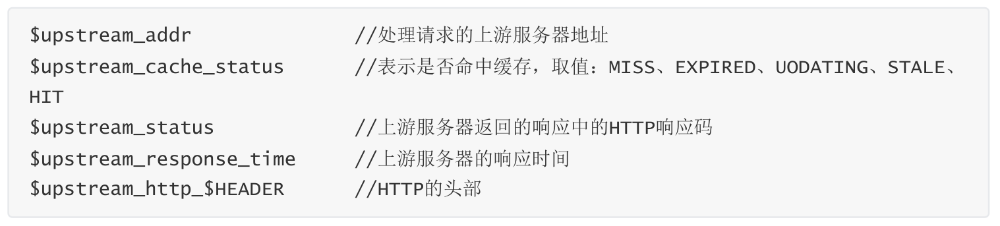 $upstream_addr //处理请求的上游服务器地址
$upstream_cache_status //表示是否命中缓存，取值：MISS、EXPIRED、UODATING、STALE、
HIT
$upstream_status //上游服务器返回的响应中的HTTP响应码
$upstream_response_time //上游服务器的响应时间
$upstream_http_$HEADER //HTTP的头部